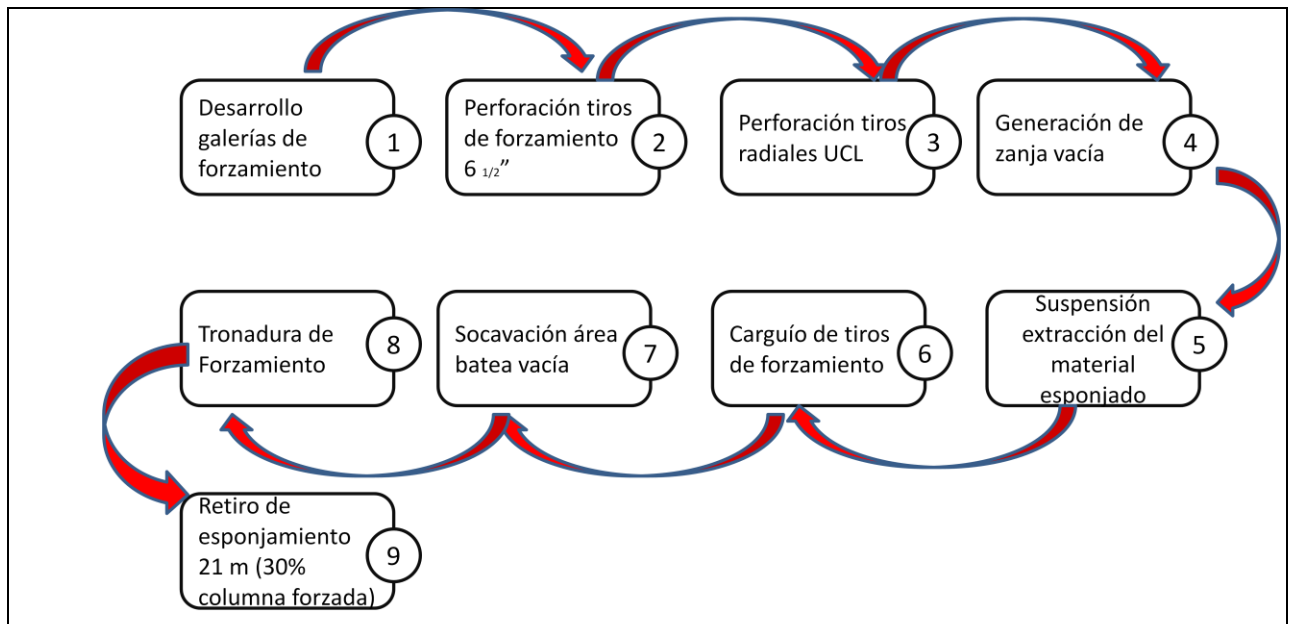 Desarrollo
galerías de
forzamiento
1
Perforación tiros
de forzamiento
6 1/2”
2
Perforación tiros
radiales UCL
3
Generación de
zanja vacía
4
Suspensión
extracción del
material
esponjado
5
Carguío de tiros
de forzamiento
6
Socavación área
batea vacía
7
Tronadura de
Forzamiento
8
Retiro de
esponjamiento
21 m (30%
columna forzada)
9